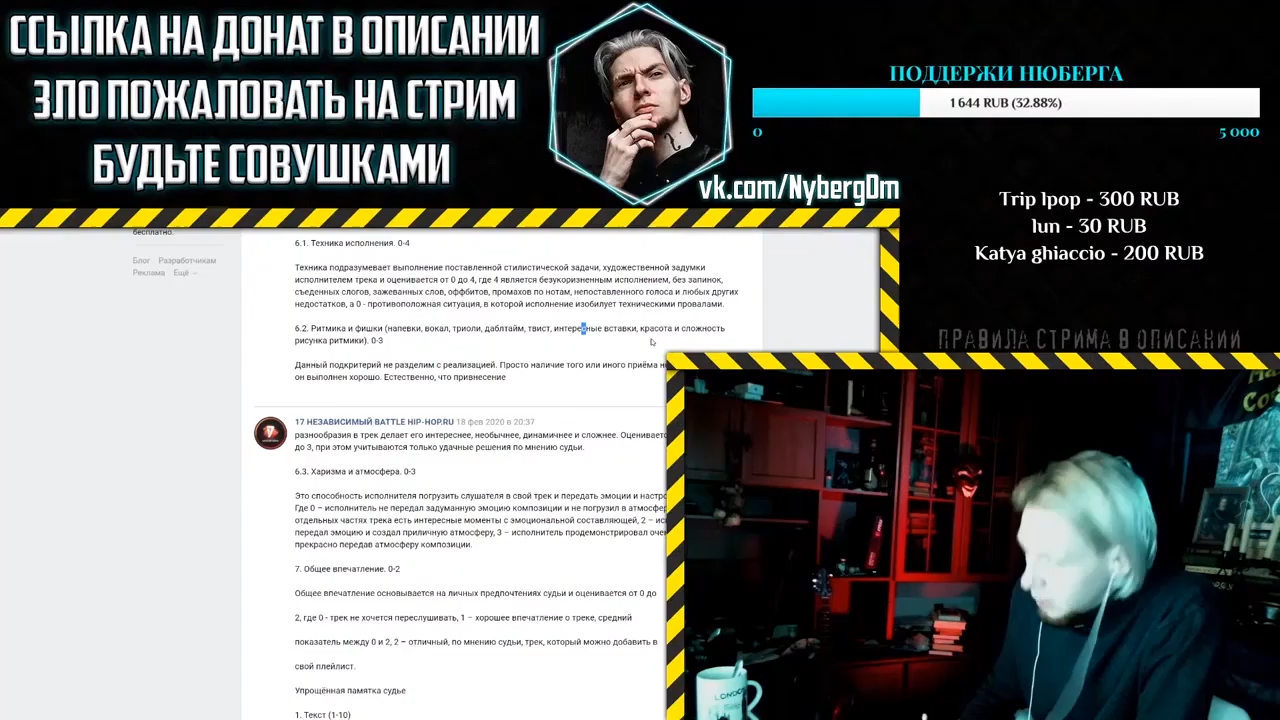 ССЫЛКА НА ДОНАТ В ОПИСАНИИ
ЗЛО ПОЖАЛОВАТЬ НА СТРИМ
БУДЬТЕ СОВУШКАМИ
vk.com/NybergDm
ПОДДЕРЖИ НЮБЕРГА
1 644 RUB (32.88%)
0
5 000
Trip lpop - 300 RUB
lun - 30 RUB
Katya ghiaccio - 200 RUB
ПРАВИЛА СТРИМА В ОПИСАНИИ
бесплатно.
Блог Разработчикам
Реклама Ещё
6.1. Техника исполнения. 0-4
Техника подразумевает выполнение поставленной стилистической задачи, художественной задумки
исполнителем трека и оценивается от 0 до 4, где 4 является безукоризненным исполнением, без запинок,
съеденных слогов, зажеванных слов, оффбитов, промахов по нотам, непоставленного голоса и любых других
недостатков, а 0 - противоположная ситуация, в которой исполнение изобилует техническими провалами.
6.2. Ритмика и фишки (напевки, вокал, триоли, даблтайм, твист, интересные вставки, красота и сложность
рисунка ритмики). 0-3
Данный подкритерий не разделим с реализацией. Просто наличие того или иного приёма
он выполнен хорошо. Естественно, что привнесение
17 НЕЗАВИСИМЫЙ BATTLE HIP-HOP.RU 18 фев 2020 в 20:37
разнообразия в трек делает его интереснее, необычнее, динамичнее и сложнее. Оценивает
до 3, при этом учитываются только удачные решения по мнению судьи.
6.3. Харизма и атмосфера. 0-3
Это способность исполнителя погрузить слушателя в свой трек и передать эмоции и настро
Где 0 – исполнитель не передал задуманную эмоцию композиции и не погрузил в атмосфер
отдельных частях трека есть интересные моменты с эмоциональной составляющей, 2 – ис
передал эмоцию и создал приличную атмосферу, 3 – исполнитель продемонстрировал оче
прекрасно передав атмосферу композиции.
7. Общее впечатление. 0-2
Общее впечатление основывается на личных предпочтениях судьи и оценивается от 0 до
2, где 0 - трек не хочется переслушивать, 1 – хорошее впечатление о треке, средний
показатель между 0 и 2, 2 – отличный, по мнению судьи, трек, который можно добавить в
свой плейлист.
Упрощённая памятка судье
1. Текст (1-10)
LONDON